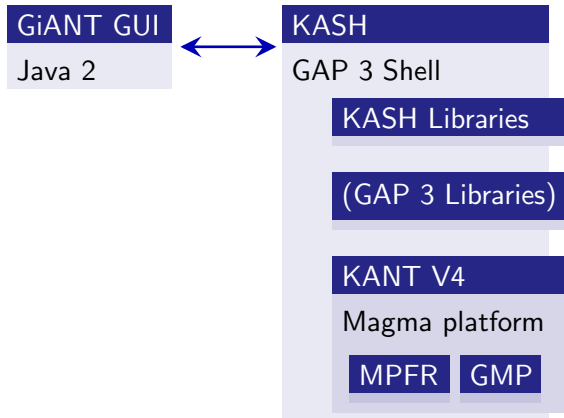 GiANT GUI
Java 2
KASH
GAP 3 Shell
KASH Libraries
(GAP 3 Libraries)
KANT V4
Magma platform
MPFR GMP